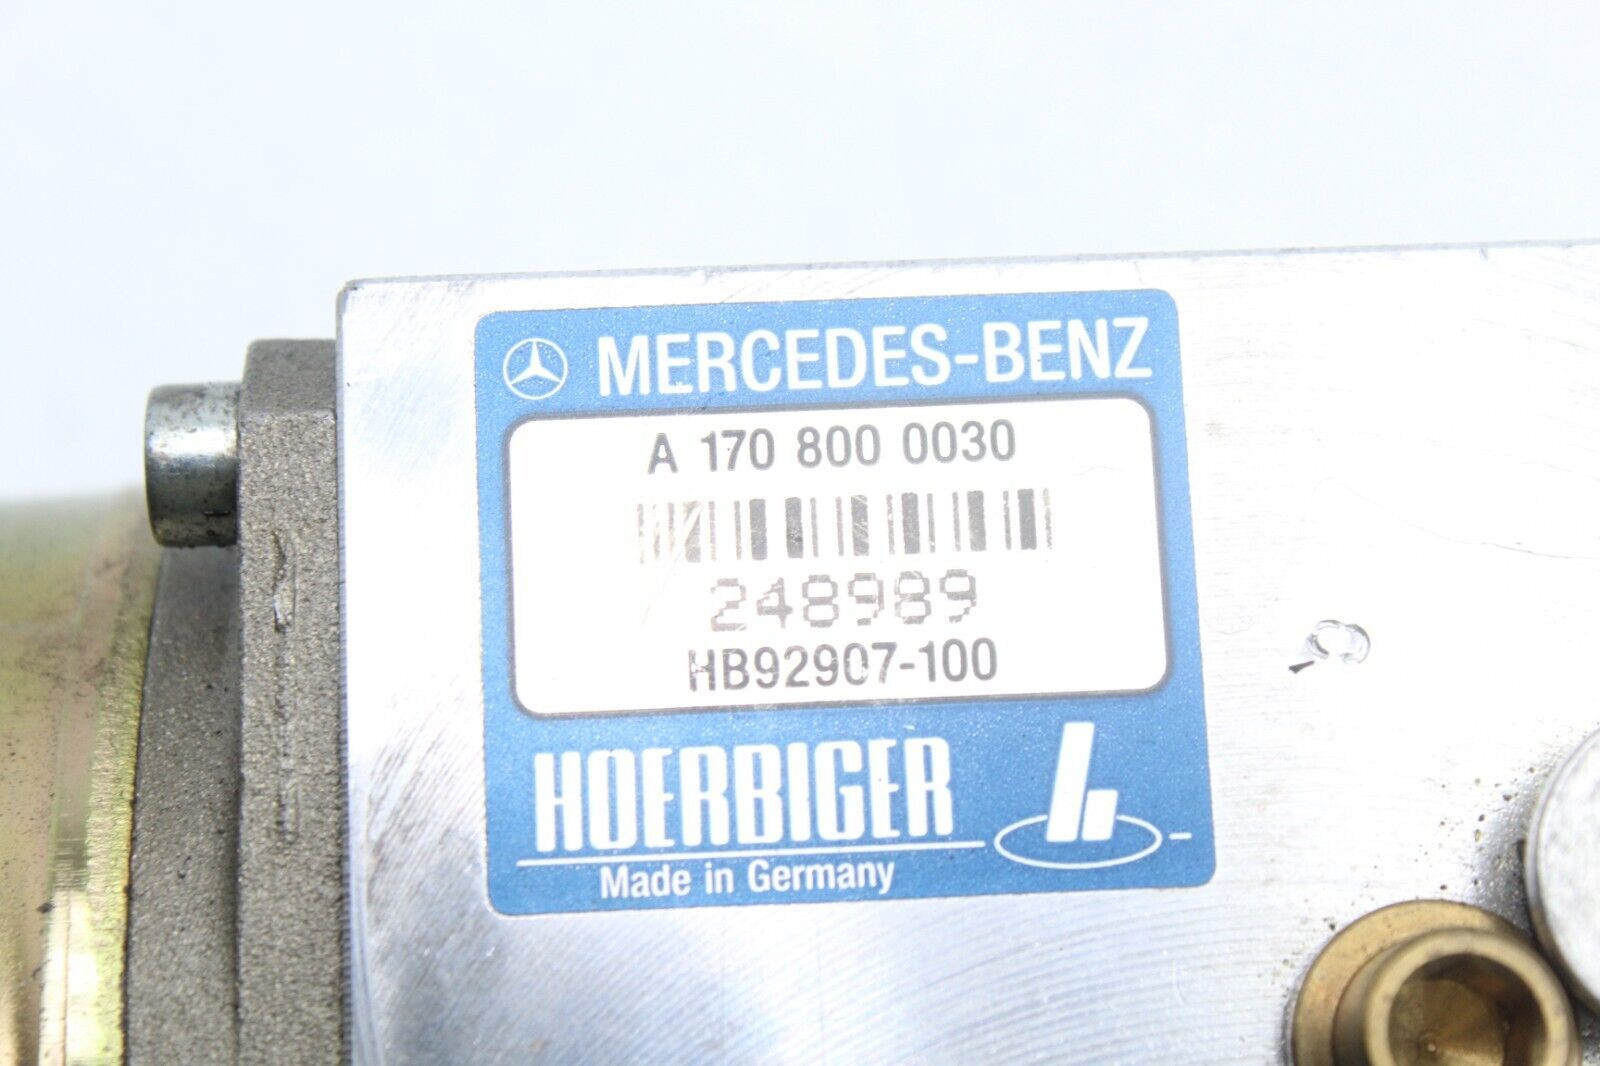 MERCEDES-BENZ
A 170 800 0030
248989
HB92907-100
HOERBIGER
Made in Germany